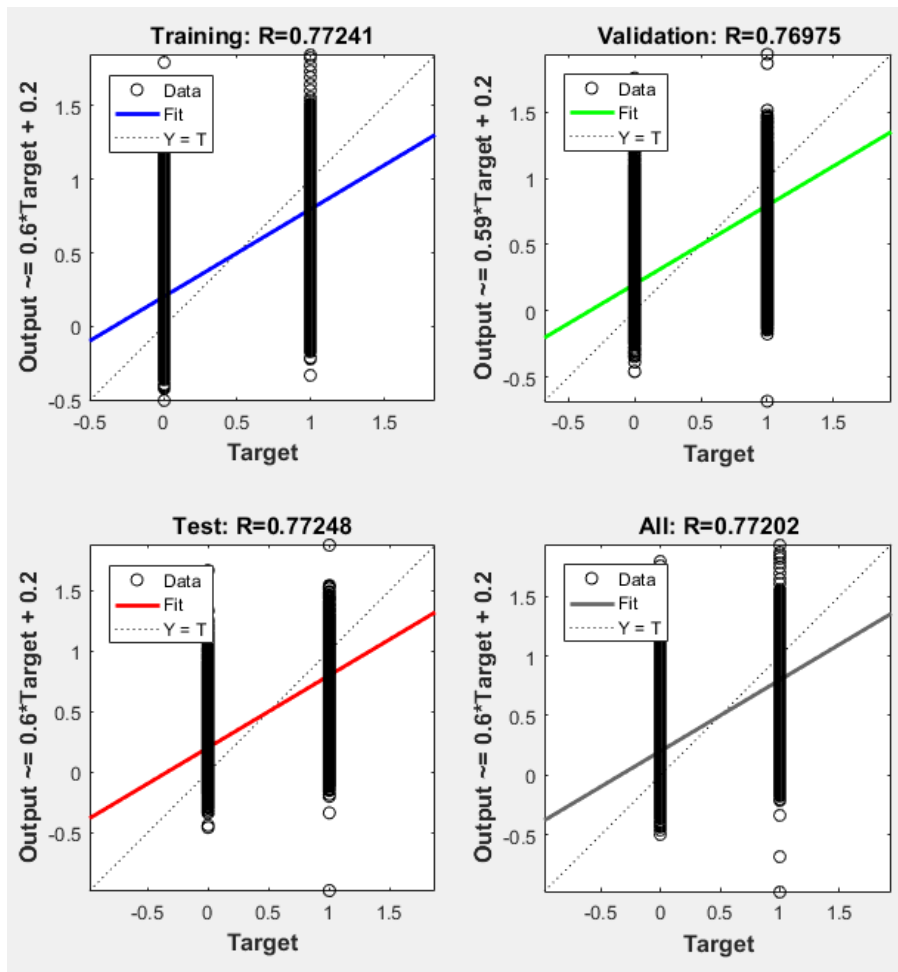 Training: R=0.77241
Output ~= 0.6*Target + 0.2
1.5
1
0.5
0
-0.5
Data
Fit
Y = T
-0.5
0
0.5
1
1.5
Target
Validation: R=0.76975
Output ~= 0.59*Target + 0.2
1.5
1
0.5
0
-0.5
Data
Fit
Y = T
-0.5
0
0.5
1
1.5
Target
Test: R=0.77248
Output ~= 0.6*Target + 0.2
1.5
1
0.5
0
-0.5
Data
Fit
Y = T
-0.5
0
0.5
1
1.5
Target
All: R=0.77202
Output ~= 0.6*Target + 0.2
1.5
1
0.5
0
-0.5
Data
Fit
Y = T
-0.5
0
0.5
1
1.5
Target